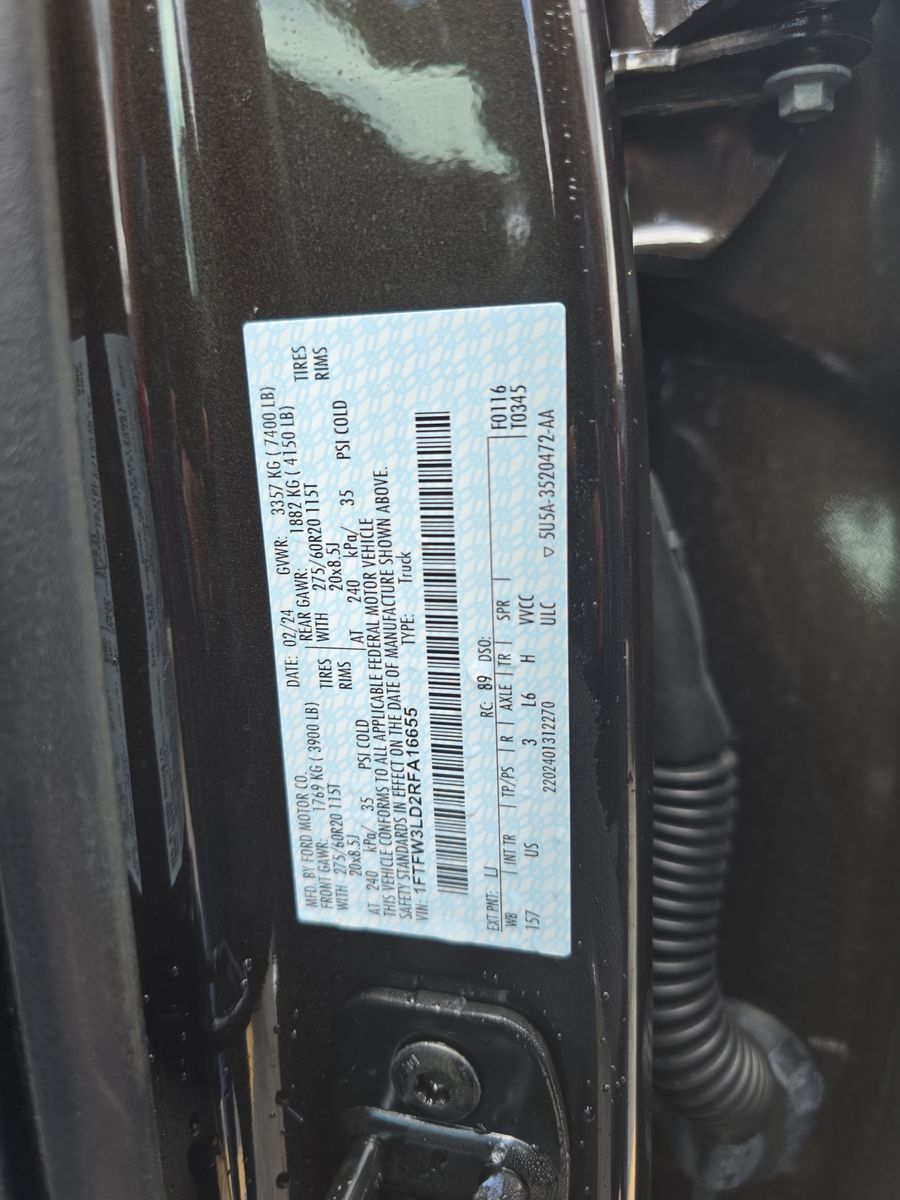 MFD. BY FORD MOTOR CO.
DATE: 02/24 GVWR: 3357 KG ( 7400 LB)
FRONT GAWR: 1769 KG ( 3900 LB)
REAR GAWR: 1882 KG ( 4150 LB)
WITH 275/60R20 115T TIRES
WITH 275/60R20 115T TIRES
20x8.5J RIMS
20x8.5J RIMS
AT 240 kPa/ 35 PSI COLD
AT 240 kPa/ 35 PSI COLD
THIS VEHICLE CONFORMS TO ALL APPLICABLE FEDERAL MOTOR VEHICLE
SAFETY STANDARDS IN EFFECT ON THE DATE OF MANUFACTURE SHOWN ABOVE.
VIN: 1FTFW3LD2RFA16655 TYPE: Truck
F0116
T0345
EXT PNT: LJ RC: 89 DSO:
WB INT TR TP/PS R AXLE TR SPR
157 US 3 L6 H VVCC
2202401312270 ULC ▽ 5U5A-3520472-AA